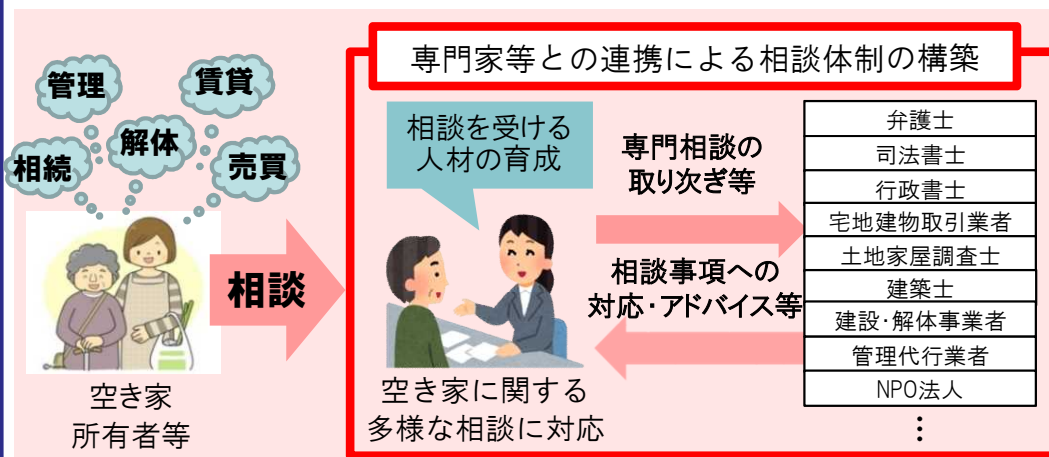 専門家等との連携による相談体制の構築
管理
賃貸
解体
相続
売買
空き家
所有者等
相談
相談を受ける
人材の育成
空き家に関する
多様な相談に対応
専門相談の
取り次ぎ等
相談事項への
対応・アドバイス等
弁護士
司法書士
行政書士
宅地建物取引業者
土地家屋調査士
建築士
建設・解体事業者
管理代行業者
NPO法人
⋮